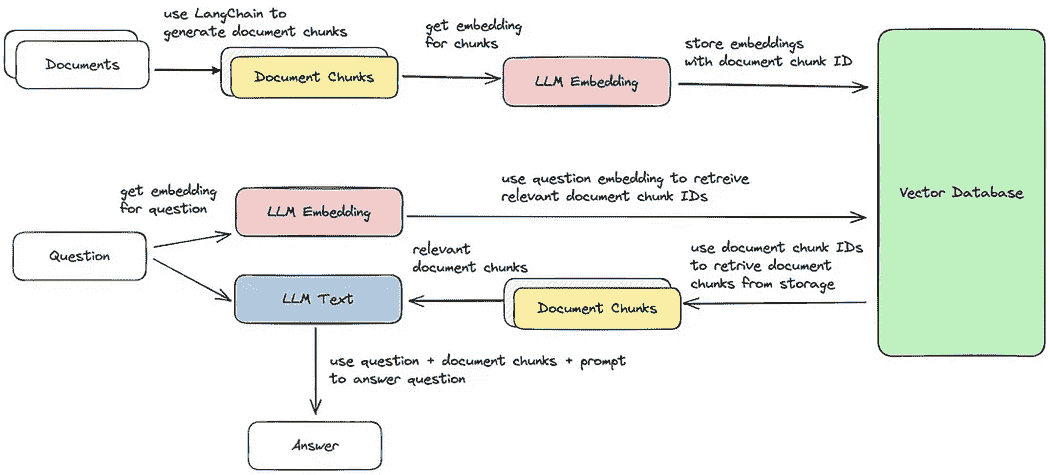 use LangChain to
generate document chunks
get embedding
for chunks
store embeddings
with document chunk ID
Documents
Document Chunks
LLM Embedding
Vector Database
get embedding
for question
LLM Embedding
use question embedding to retreive
relevant document chunk IDs
Question
relevant
document chunks
use document chunk IDs
to retrive document
chunks from storage
LLM Text
Document Chunks
use question + document chunks + prompt
to answer question
Answer